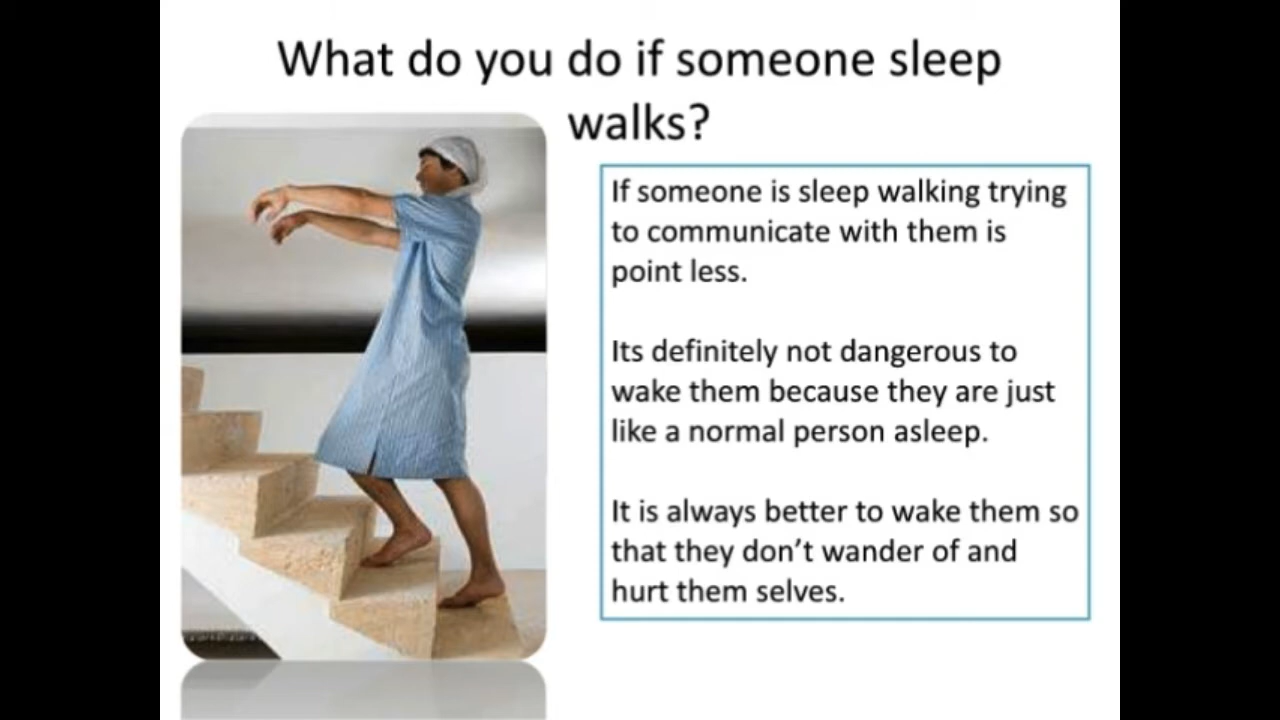 What do you do if someone sleep
walks?
If someone is sleep walking trying
to communicate with them is
point less.
Its definitely not dangerous to
wake them because they are just
like a normal person asleep.
It is always better to wake them so
that they don’t wander of and
hurt them selves.